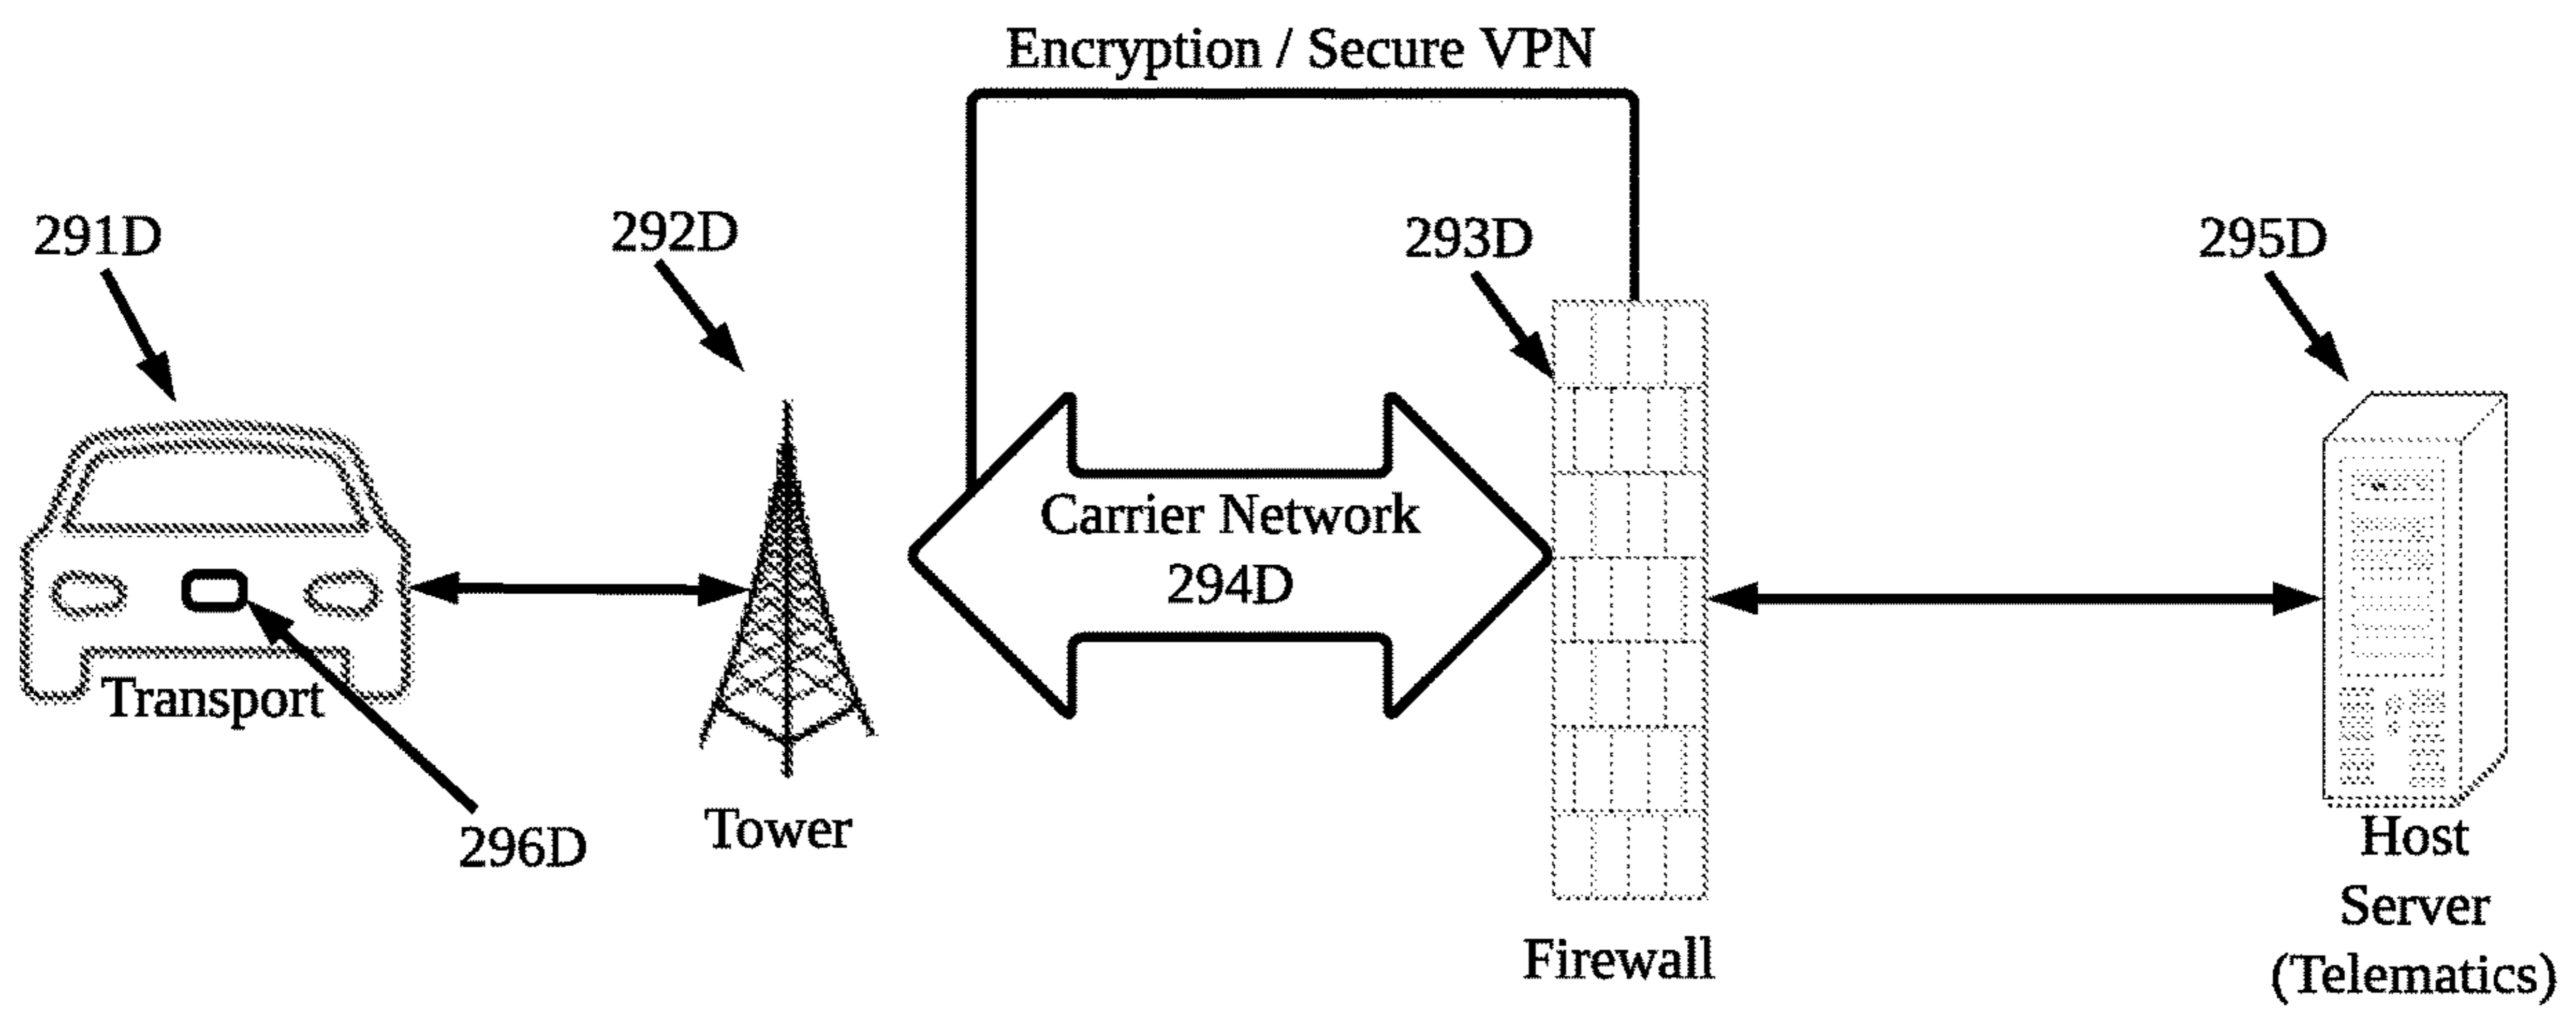 Encryption / Secure VPN
291D
292D
293D
295D
Carrier Network
294D
Transport
296D
Tower
Firewall
Host
Server
(Telematics)